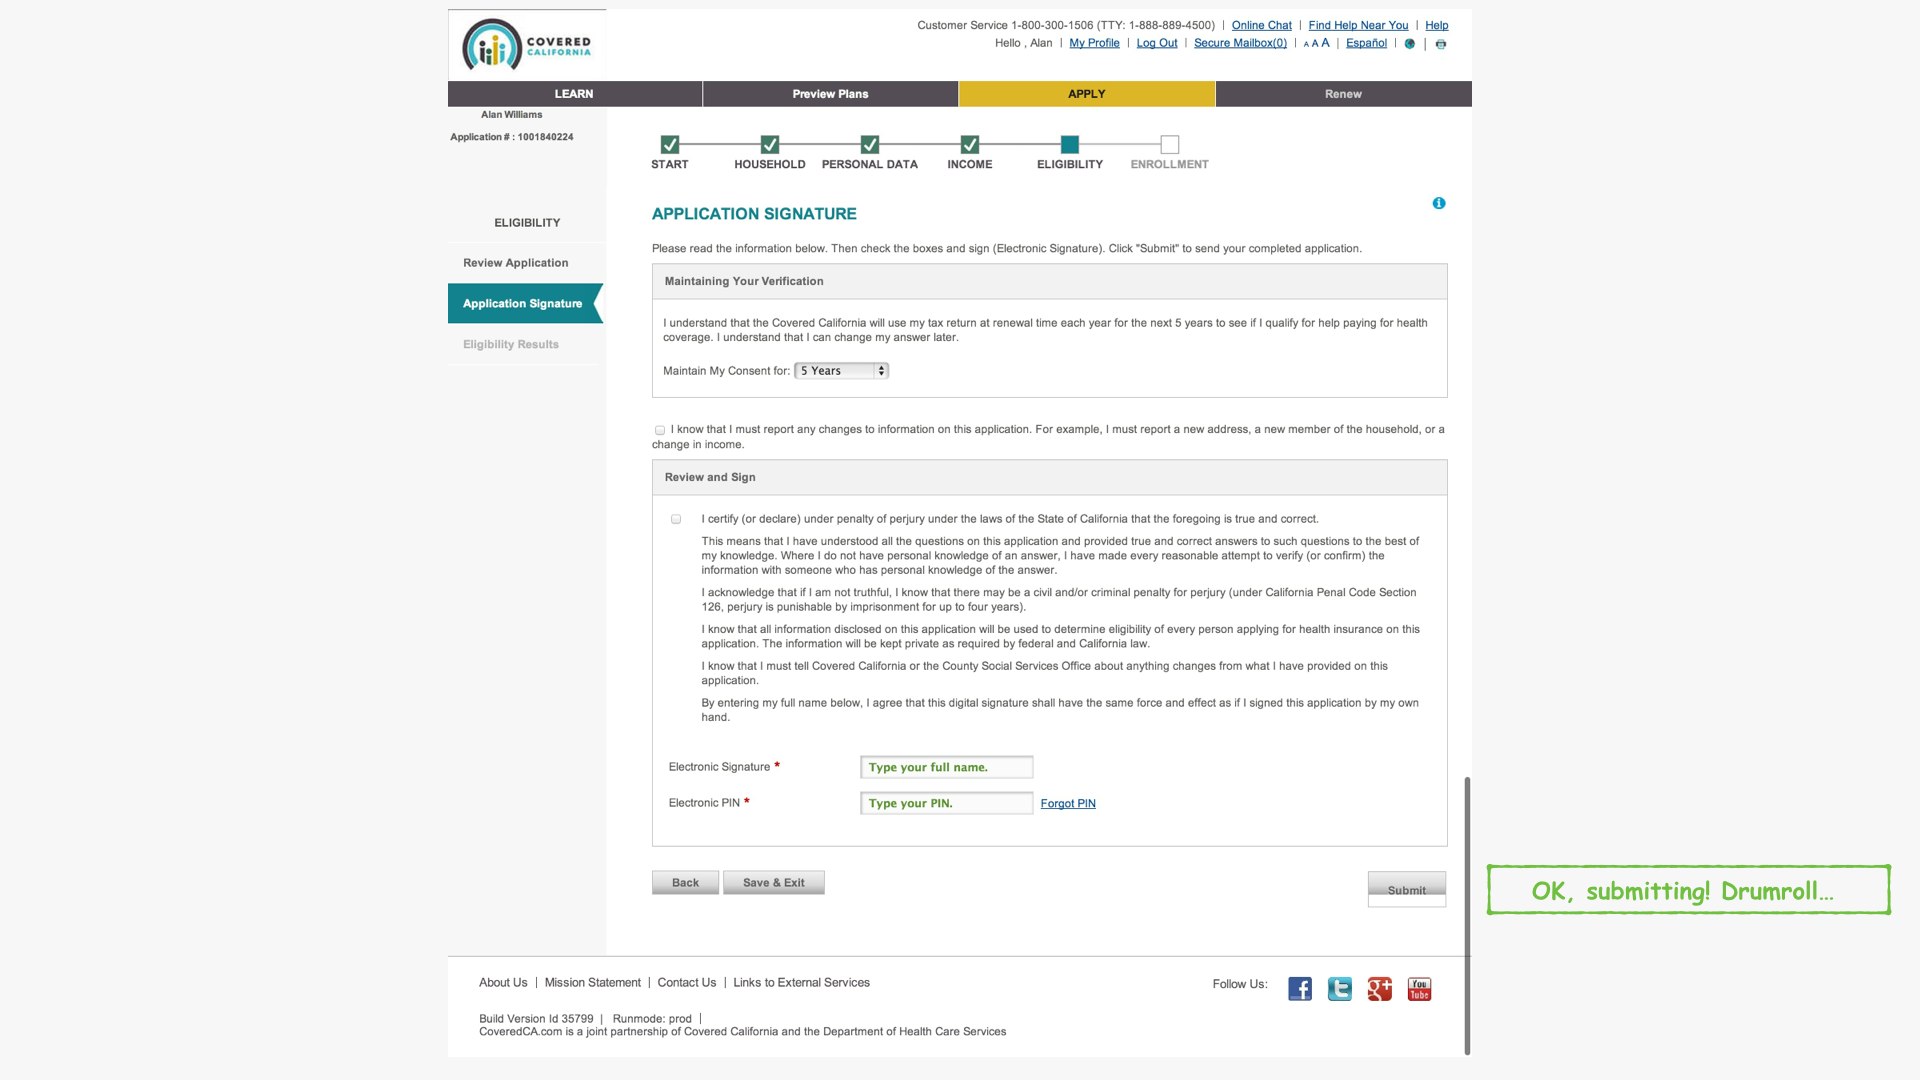 COVERED
CALIFORNIA
Customer Service 1-800-300-1506 (TTY: 1-888-889-4500) | Online Chat | Find Help Near You | Help
Hello , Alan | My Profile | Log Out | Secure Mailbox(0) | A A A | Español | |
LEARN Preview Plans APPLY Renew
Alan Williams
Application # : 1001840224
START HOUSEHOLD PERSONAL DATA INCOME ELIGIBILITY ENROLLMENT
ELIGIBILITY
Review Application
Application Signature
Eligibility Results
APPLICATION SIGNATURE
Please read the information below. Then check the boxes and sign (Electronic Signature). Click "Submit" to send your completed application.
Maintaining Your Verification
I understand that the Covered California will use my tax return at renewal time each year for the next 5 years to see if I qualify for help paying for health
coverage. I understand that I can change my answer later.
Maintain My Consent for: 5 Years
I know that I must report any changes to information on this application. For example, I must report a new address, a new member of the household, or a
change in income.
Review and Sign
I certify (or declare) under penalty of perjury under the laws of the State of California that the foregoing is true and correct.
This means that I have understood all the questions on this application and provided true and correct answers to such questions to the best of
my knowledge. Where I do not have personal knowledge of an answer, I have made every reasonable attempt to verify (or confirm) the
information with someone who has personal knowledge of the answer.
I acknowledge that if I am not truthful, I know that there may be a civil and/or criminal penalty for perjury (under California Penal Code Section
126, perjury is punishable by imprisonment for up to four years).
I know that all information disclosed on this application will be used to determine eligibility of every person applying for health insurance on this
application. The information will be kept private as required by federal and California law.
I know that I must tell Covered California or the County Social Services Office about anything changes from what I have provided on this
application.
By entering my full name below, I agree that this digital signature shall have the same force and effect as if I signed this application by my own
hand.
Electronic Signature * Type your full name.
Electronic PIN * Type your PIN. Forgot PIN
Back Save & Exit Submit
OK, submitting! Drumroll...
About Us | Mission Statement | Contact Us | Links to External Services
Follow Us: f t g+ You Tube
Build Version Id 35799 | Runmode: prod |
CoveredCA.com is a joint partnership of Covered California and the Department of Health Care Services